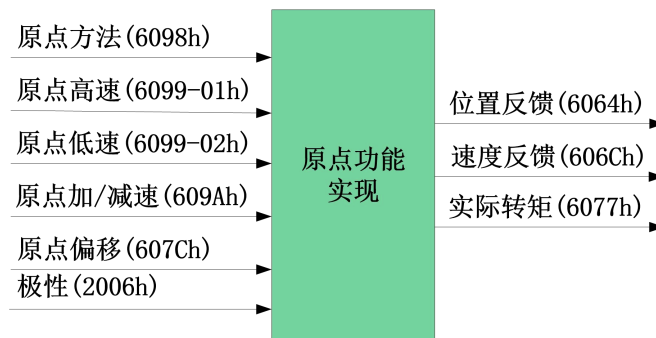 原点方法(6098h)
原点高速(6099-01h)
原点低速(6099-02h)
原点加/减速(609Ah)
原点偏移(607Ch)
极性(2006h)
原点功能
实现
位置反馈(6064h)
速度反馈(606Ch)
实际转矩(6077h)